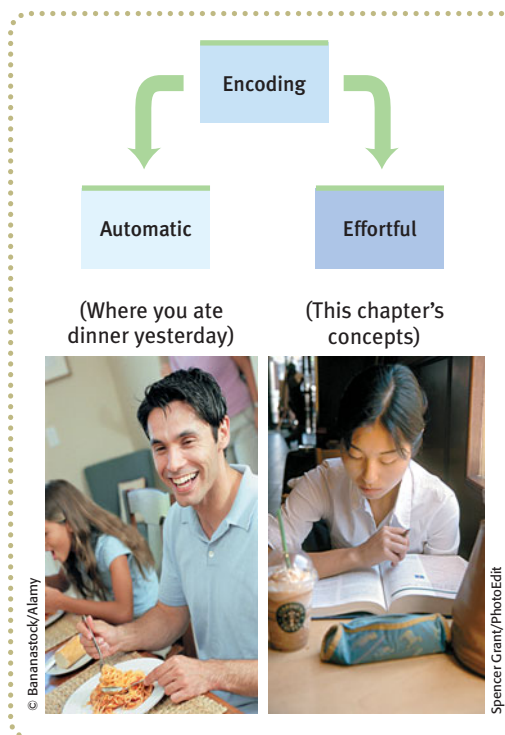 Encoding
Automatic
Effortful
(Where you ate
dinner yesterday)
(This chapter's
concepts)
© Bananastock/Alamy
Spencer Grant/PhotoEdit